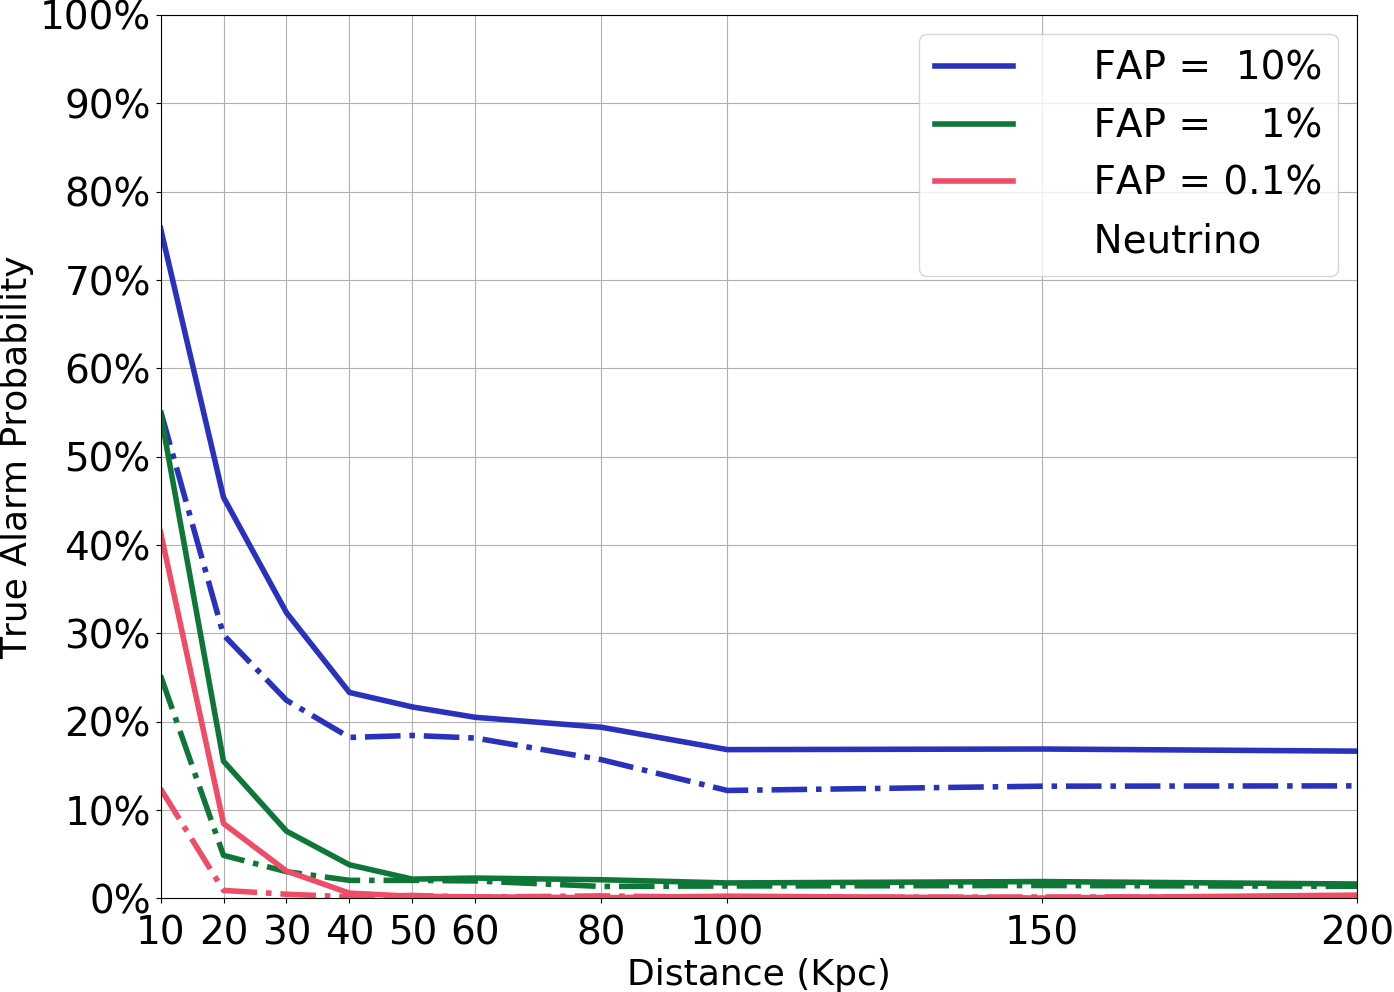 100%
90%
80%
70%
60%
50%
40%
30%
20%
10%
0%
True Alarm Probability
FAP = 10%
FAP = 1%
FAP = 0.1%
Neutrino
10 20 30 40 50 60 80 100 150 200
Distance (Kpc)